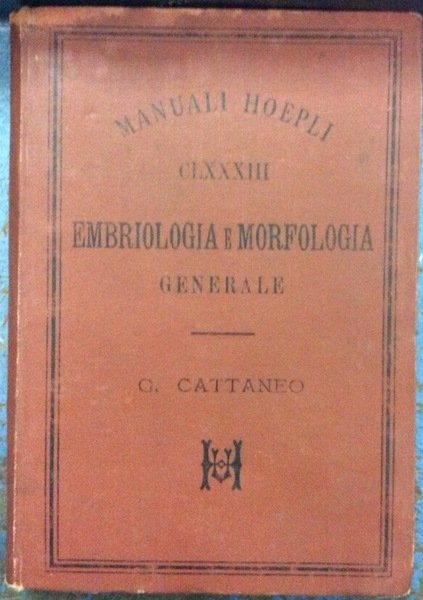 MANUALI HOEPLI
CLXXXIII
EMBRIOLOGIA E MORFOLOGIA
GENERALE
G. CATTANEO